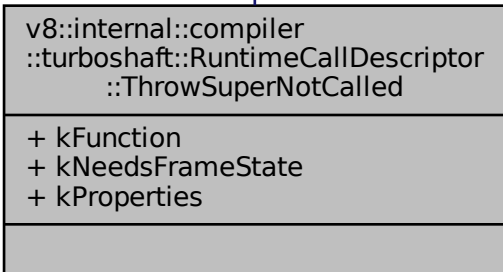 v8::internal::compiler
::turboshaft::RuntimeCallDescriptor
::ThrowSuperNotCalled
+ kFunction
+ kNeedsFrameState
+ kProperties